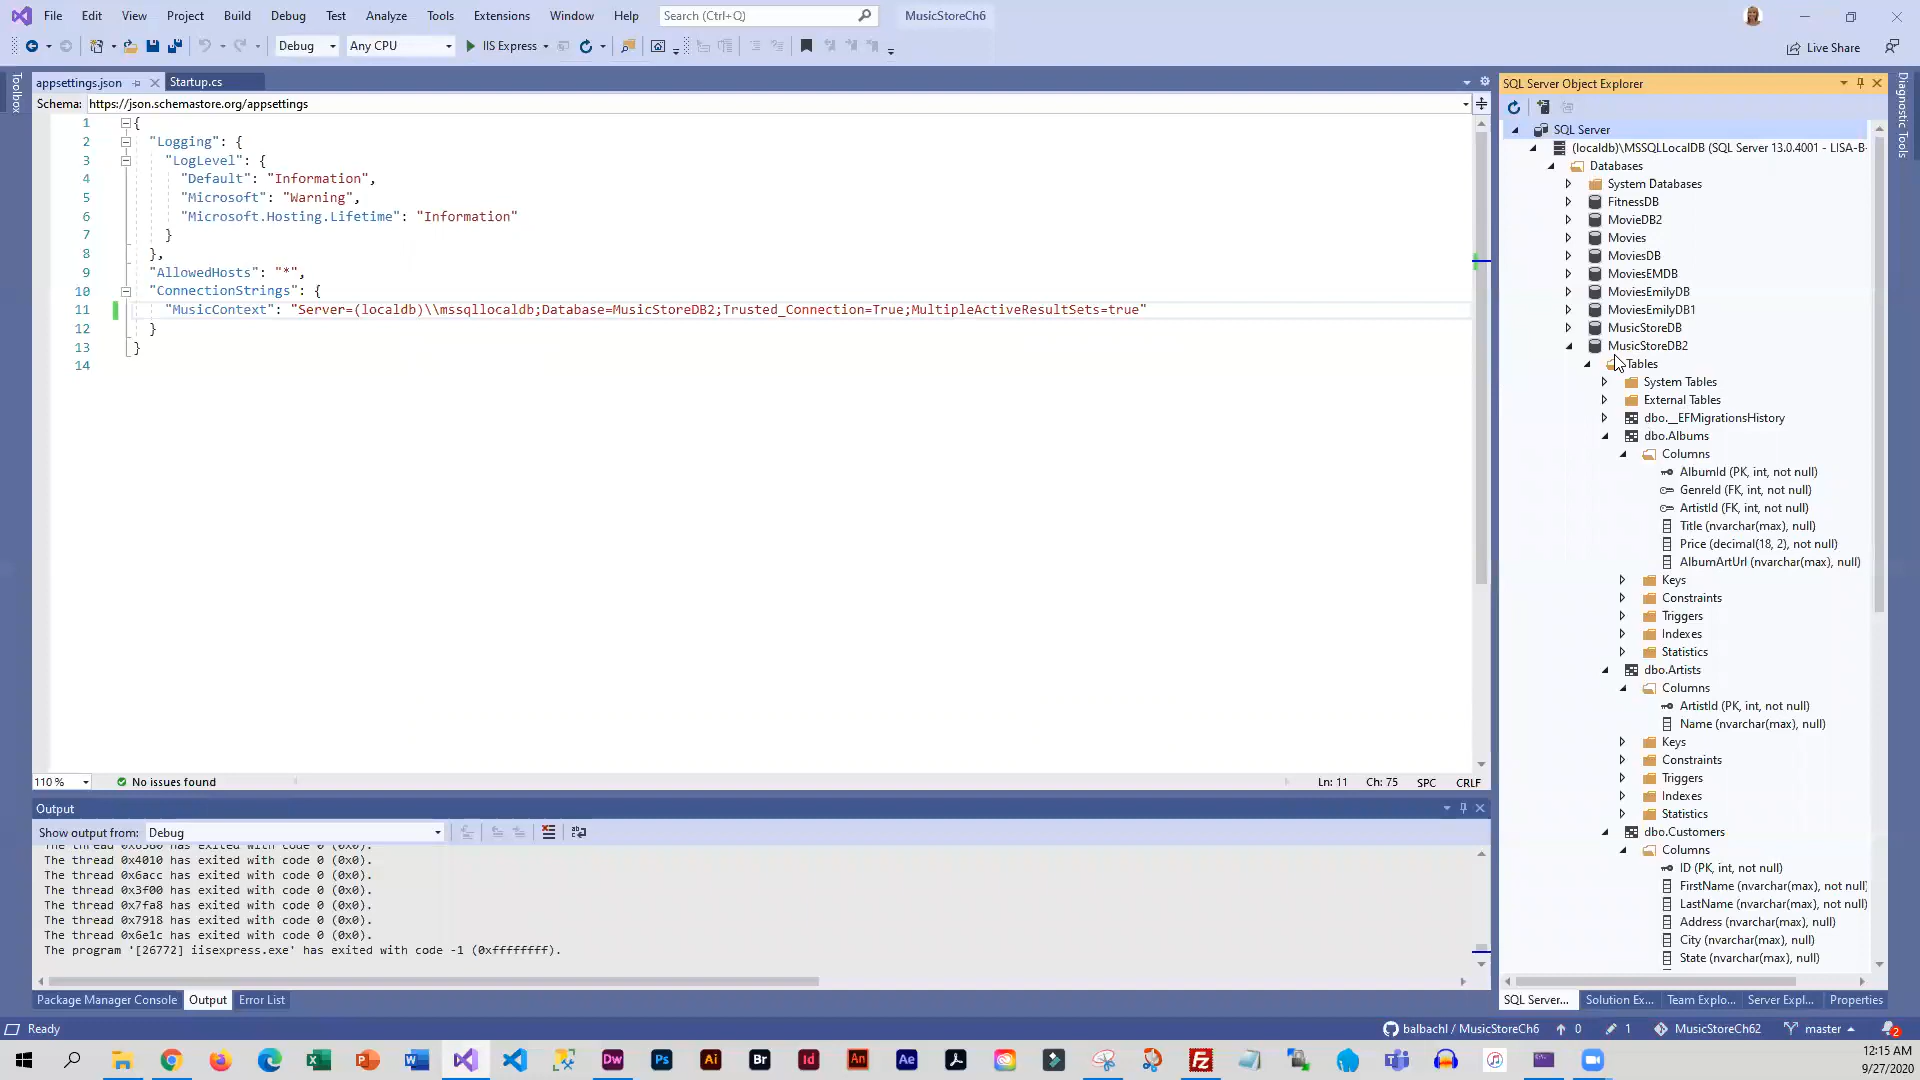 File Edit View Project Build Debug Test Analyze Tools Extensions Window Help Search (Ctrl+Q) MusicStoreCh6
Debug Any CPU IIS Express Live Share
Toolbox
appsettings.json Startup.cs
Schema: https://json.schemastore.org/appsettings
1 {
2 "Logging": {
3 "LogLevel": {
4 "Default": "Information",
5 "Microsoft": "Warning",
6 "Microsoft.Hosting.Lifetime": "Information"
7 }
8 },
9 "AllowedHosts": "*",
10 "ConnectionStrings": {
11 "MusicContext": "Server=(localdb)\\mssqllocaldb;Database=MusicStoreDB2;Trusted_Connection=True;MultipleActiveResultSets=true"
12 }
13 }
14
110 % No issues found Ln: 11 Ch: 75 SPC CRLF
Output
Show output from: Debug
The thread 0x4010 has exited with code 0 (0x0).
The thread 0x6acc has exited with code 0 (0x0).
The thread 0x3f00 has exited with code 0 (0x0).
The thread 0x7fa8 has exited with code 0 (0x0).
The thread 0x7918 has exited with code 0 (0x0).
The thread 0x6e1c has exited with code 0 (0x0).
The program '[26772] iisexpress.exe' has exited with code -1 (0xffffffff).
Package Manager Console Output Error List
SQL Server Object Explorer
SQL Server
(localdb)\MSSQLLocalDB (SQL Server 13.0.4001 - LISA-B-
Databases
System Databases
FitnessDB
MovieDB2
Movies
MoviesDB
MoviesEMDB
MoviesEmilyDB
MoviesEmilyDB1
MusicStoreDB
MusicStoreDB2
Tables
System Tables
External Tables
dbo.__EFMigrationsHistory
dbo.Albums
Columns
AlbumId (PK, int, not null)
GenreId (FK, int, not null)
ArtistId (FK, int, not null)
Title (nvarchar(max), null)
Price (decimal(18, 2), not null)
AlbumArtUrl (nvarchar(max), null)
Keys
Constraints
Triggers
Indexes
Statistics
dbo.Artists
Columns
ArtistId (PK, int, not null)
Name (nvarchar(max), null)
Keys
Constraints
Triggers
Indexes
Statistics
dbo.Customers
Columns
ID (PK, int, not null)
FirstName (nvarchar(max), not null)
LastName (nvarchar(max), not null)
Address (nvarchar(max), null)
City (nvarchar(max), null)
State (nvarchar(max), null)
SQL Server... Solution Ex... Team Explo... Server Expl... Properties
Diagnostic Tools
Ready balbachl / MusicStoreCh6 0 1 MusicStoreCh62 master 2
Dw Ps Ai Br Id An Ae
12:15 AM
9/27/2020